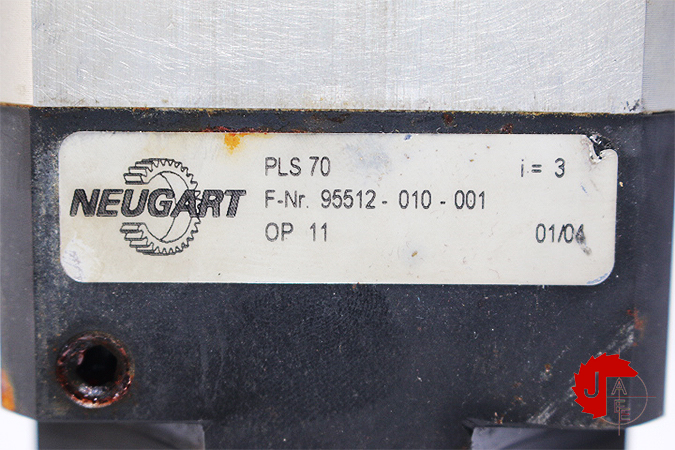 NEUGART
PLS 70 i = 3
F-Nr. 95512 - 010 - 001
OP 11 01/04
J